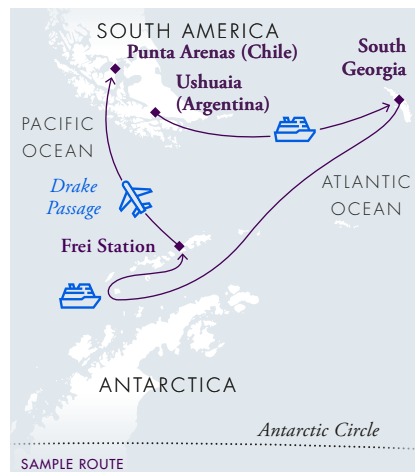 SOUTH AMERICA
Punta Arenas (Chile)
South
Georgia
Ushuaia
(Argentina)
PACIFIC
OCEAN
Drake
Passage
ATLANTIC
OCEAN
Frei Station
ANTARCTICA
Antarctic Circle
SAMPLE ROUTE